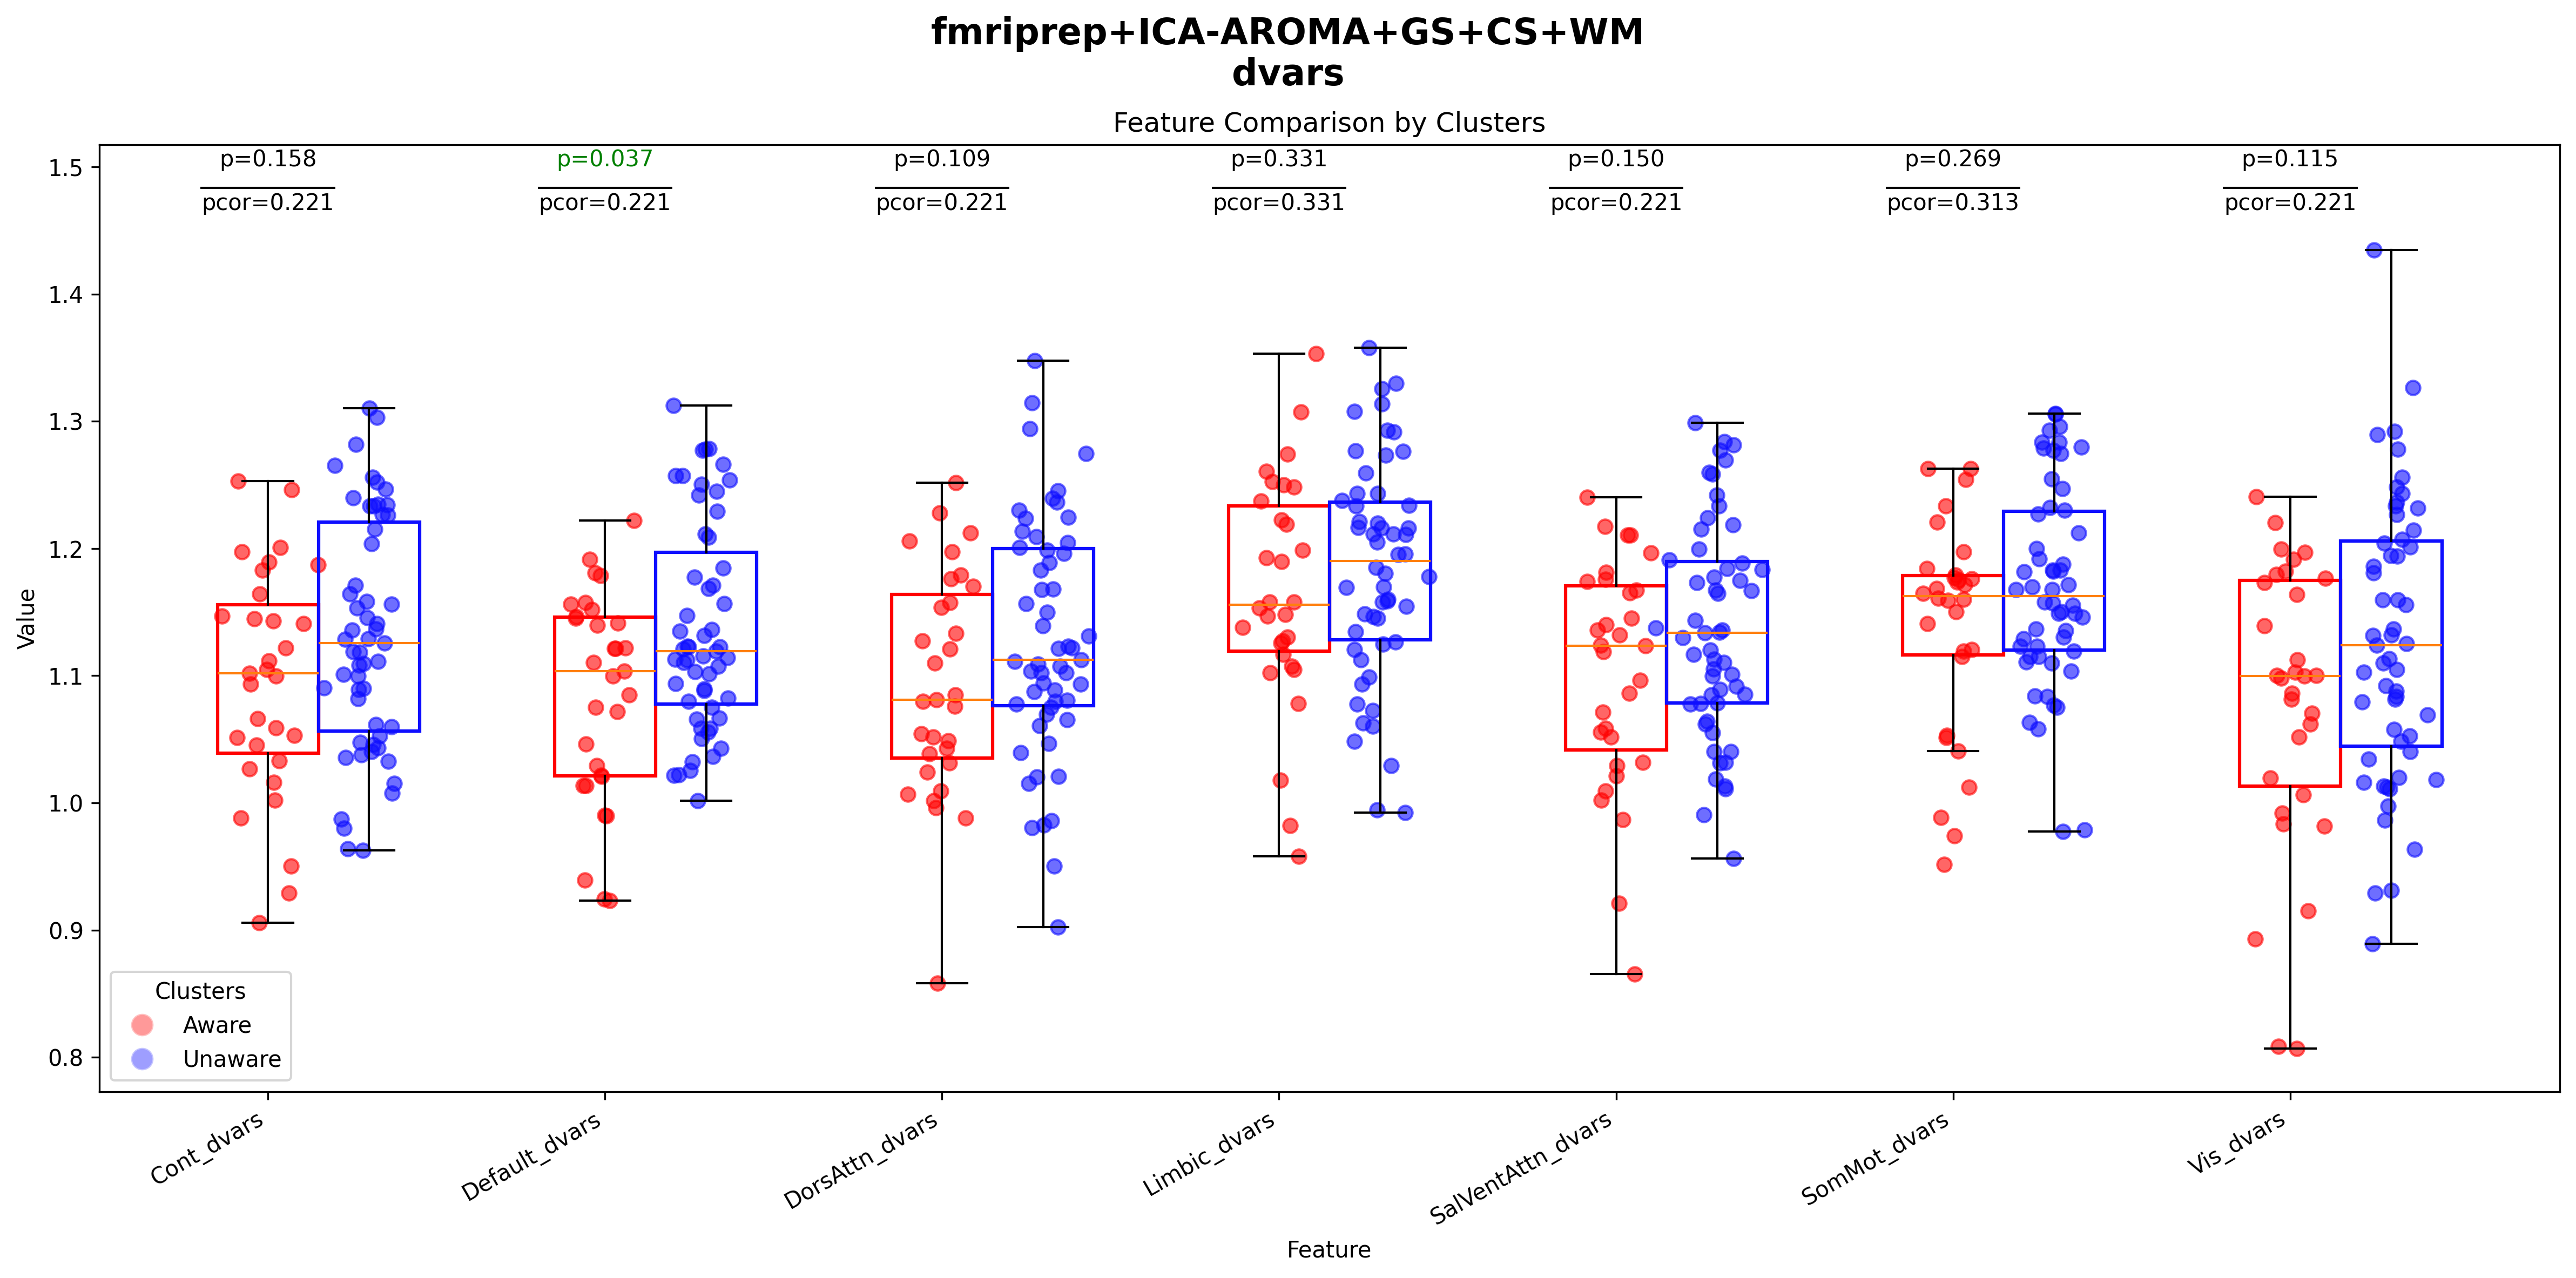 fmriprep+ICA-AROMA+GS+CS+WM
dvars
Feature Comparison by Clusters
p=0.158 p=0.037 p=0.109 p=0.331 p=0.150 p=0.269 p=0.115
pcor=0.221 pcor=0.221 pcor=0.221 pcor=0.331 pcor=0.221 pcor=0.313 pcor=0.221
Value
1.5
1.4
1.3
1.2
1.1
1.0
0.9
0.8
Clusters
Aware
Unaware
Cont_dvars Default_dvars DorsAttn_dvars Limbic_dvars SalVentAttn_dvars SomMot_dvars Vis_dvars
Feature